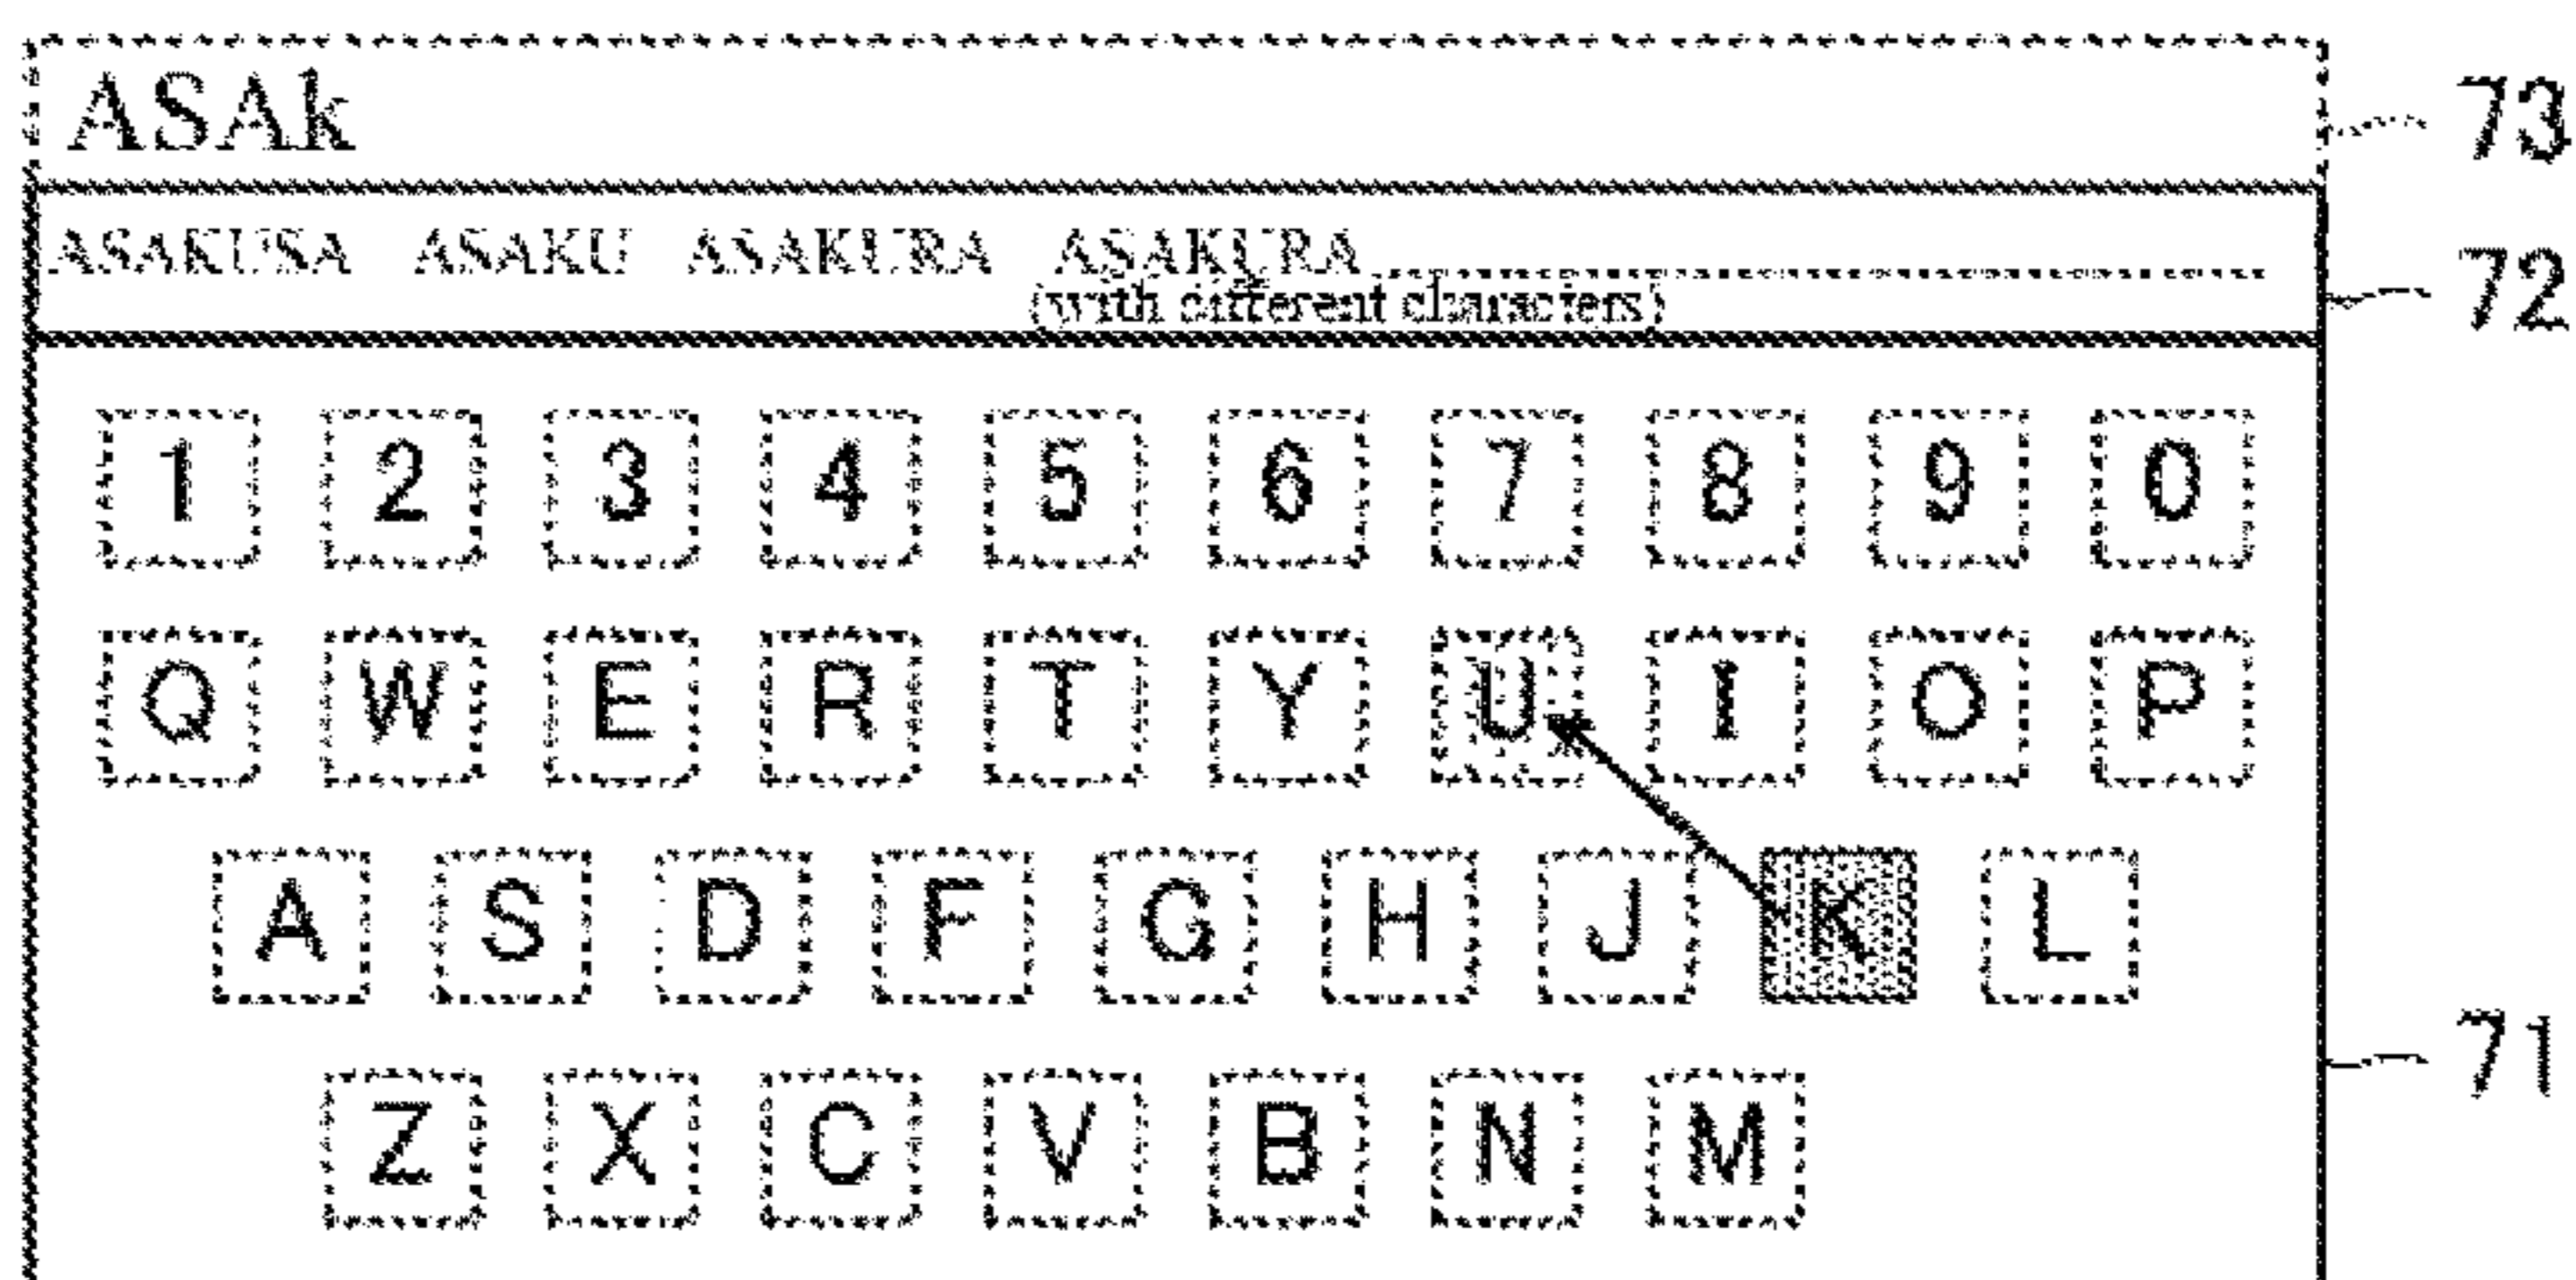 ASAk 73
ASAKUSA ASAKU ASAKURA ASAKURA 72
(with different characters)
1 2 3 4 5 6 7 8 9 0
Q W E R T Y U I O P
A S D F G H J K L
71
Z X C V B N M